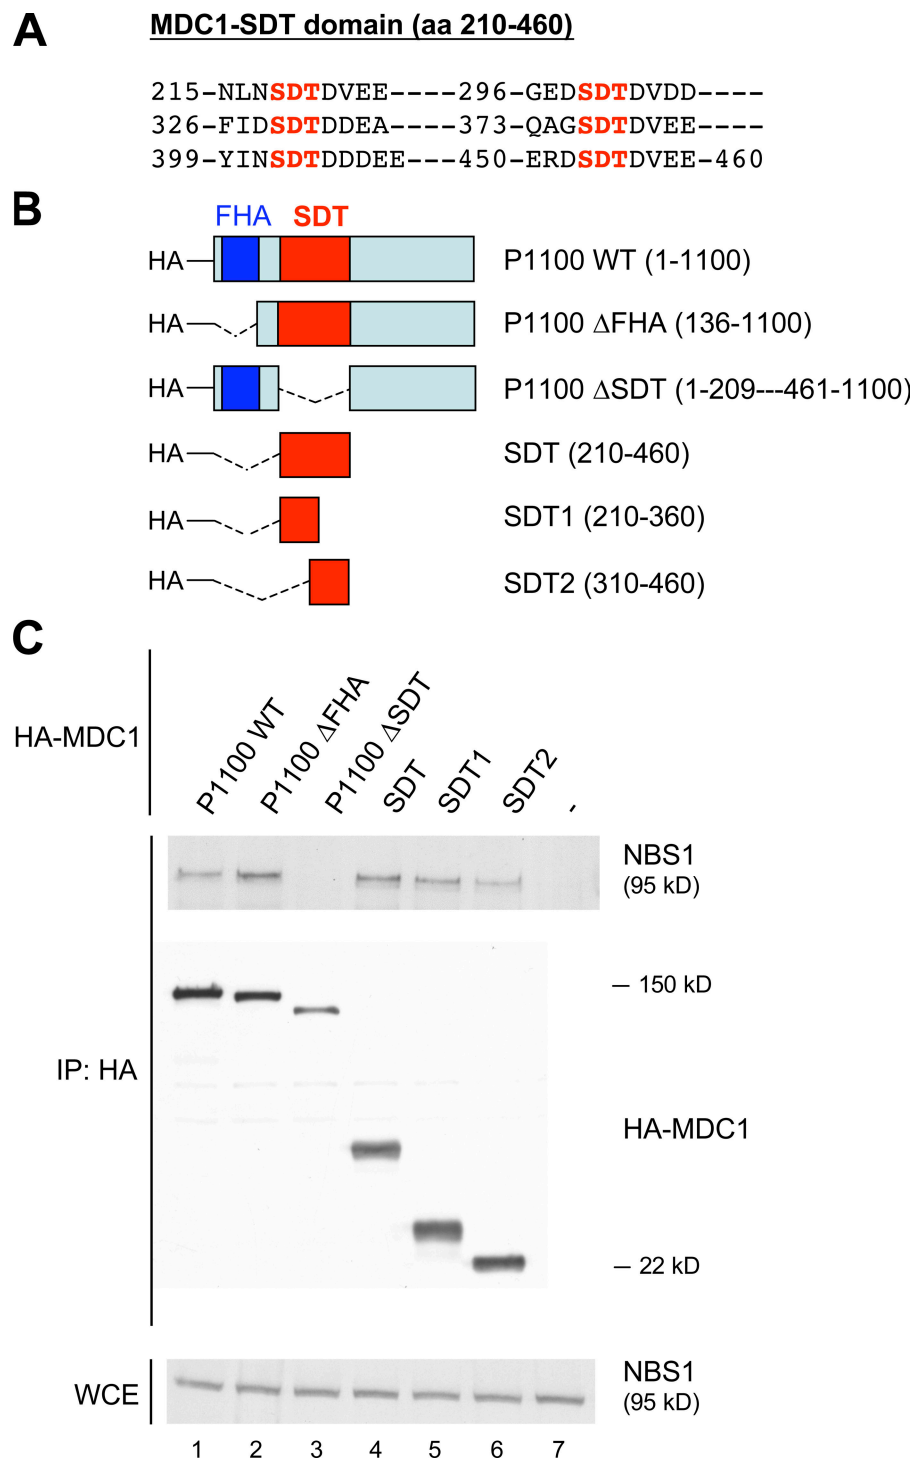 A
MDC1-SDT domain (aa 210-460)
215-NLNSDTDVEE----296-GEDSDTDVDD----
326-FIDSDTDDEA----373-QAGSDTDVEE----
399-YINSDTDDDEE---450-ERDSDTDVEE-460
B
FHA SDT
HA P1100 WT (1-1100)
HA P1100 ΔFHA (136-1100)
HA P1100 ΔSDT (1-209---461-1100)
HA SDT (210-460)
HA SDT1 (210-360)
HA SDT2 (310-460)
C
HA-MDC1
P1100 WT
P1100 ΔFHA
P1100 ΔSDT
SDT
SDT1
SDT2
-
NBS1
(95 kD)
– 150 kD
IP: HA
HA-MDC1
– 22 kD
WCE
NBS1
(95 kD)
1 2 3 4 5 6 7